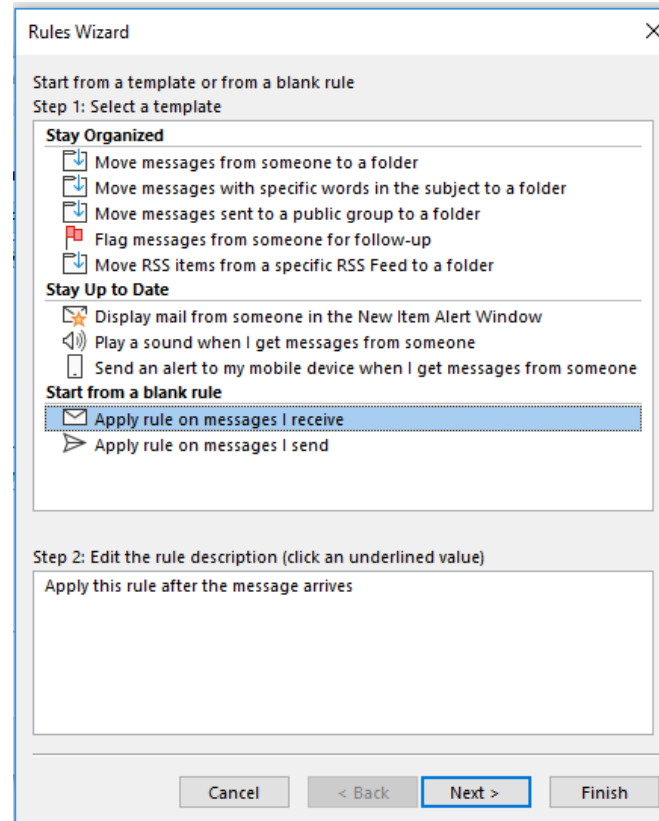 Rules Wizard
Start from a template or from a blank rule
Step 1: Select a template
Stay Organized
Move messages from someone to a folder
Move messages with specific words in the subject to a folder
Move messages sent to a public group to a folder
Flag messages from someone for follow-up
Move RSS items from a specific RSS Feed to a folder
Stay Up to Date
Display mail from someone in the New Item Alert Window
Play a sound when I get messages from someone
Send an alert to my mobile device when I get messages from someone
Start from a blank rule
Apply rule on messages I receive
Apply rule on messages I send
Step 2: Edit the rule description (click an underlined value)
Apply this rule after the message arrives
Cancel < Back Next > Finish